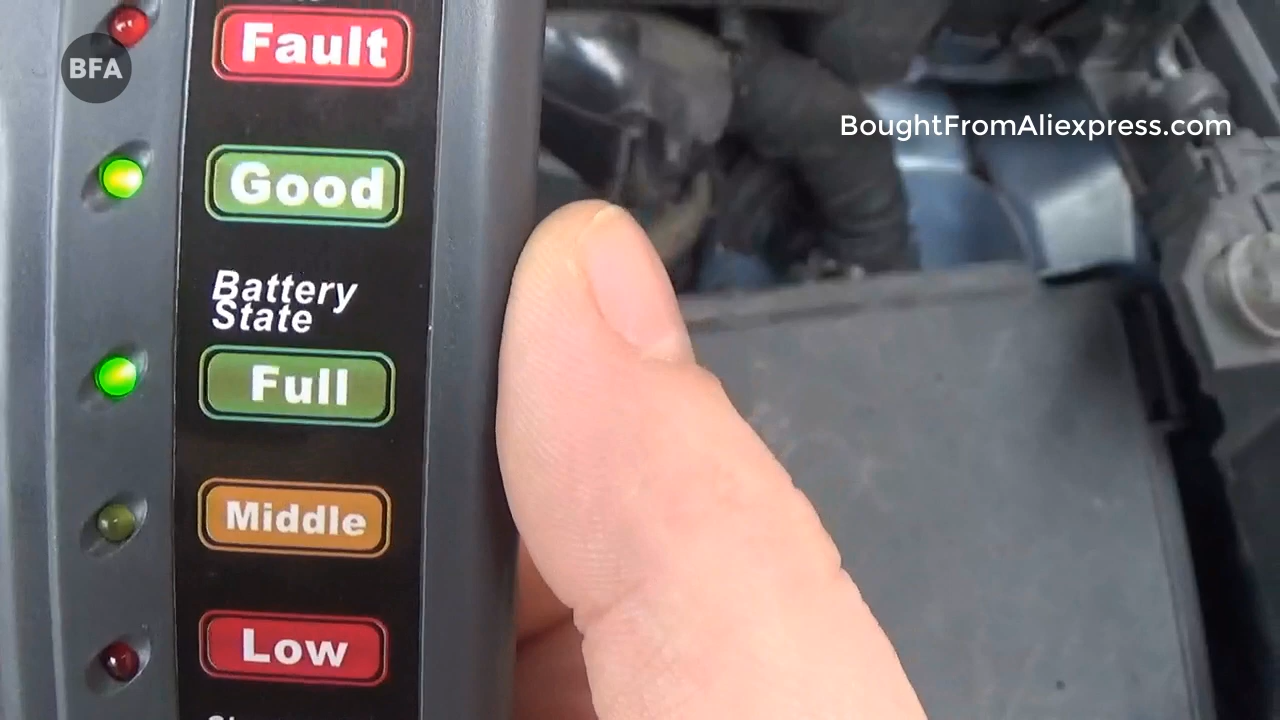 Fault
BFA
BoughtFromAliexpress.com
Good
Battery
State
Full
Middle
Low